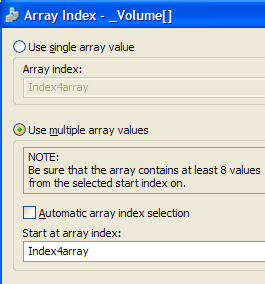 Array Index - _Volume[]
Use single array value
Array index:
Index4array
Use multiple array values
NOTE:
Be sure that the array contains at least 8 values
from the selected start index on.
Automatic array index selection
Start at array index:
Index4array